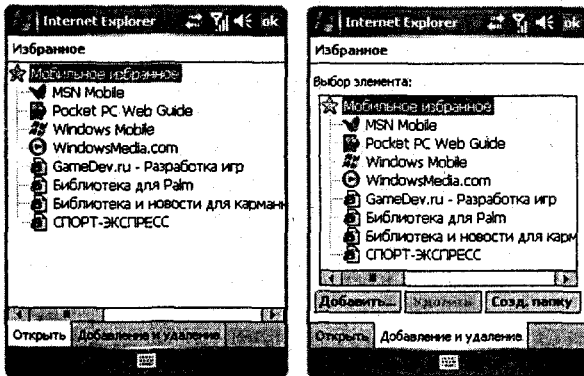 Internet Explorer ok
Избранное
Мобильное избранное
MSN Mobile
Pocket PC Web Guide
Windows Mobile
WindowsMedia.com
GameDev.ru - Разработка игр
Библиотека для Palm
Библиотека и новости для карманн
СПОРТ-ЭКСПРЕСС
Открыть Добавление и удаление
Internet Explorer ok
Избранное
Выбор элемента:
Мобильное избранное
MSN Mobile
Pocket PC Web Guide
Windows Mobile
WindowsMedia.com
GameDev.ru - Разработка игр
Библиотека для Palm
Библиотека и новости для карм
СПОРТ-ЭКСПРЕСС
Добавить... Удалить Созд. папку
Открыть Добавление и удаление